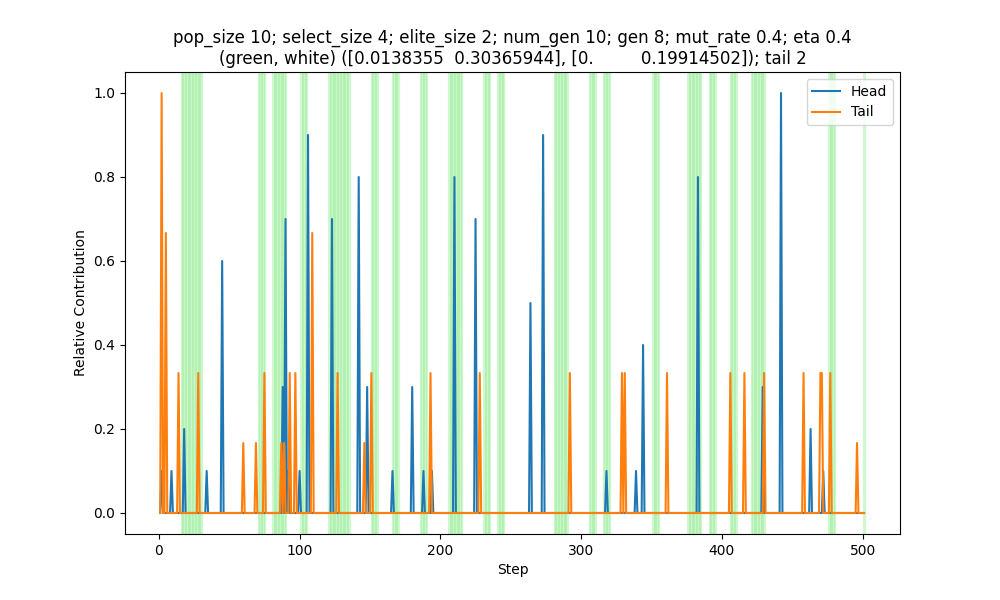 pop_size 10; select_size 4; elite_size 2; num_gen 10; gen 8; mut_rate 0.4; eta 0.4
(green, white) ([0.0138355  0.30365944], [0.         0.19914502]); tail 2
Head
Tail
1.0
0.8
0.6
0.4
0.2
0.0
Relative Contribution
0
100
200
300
400
500
Step